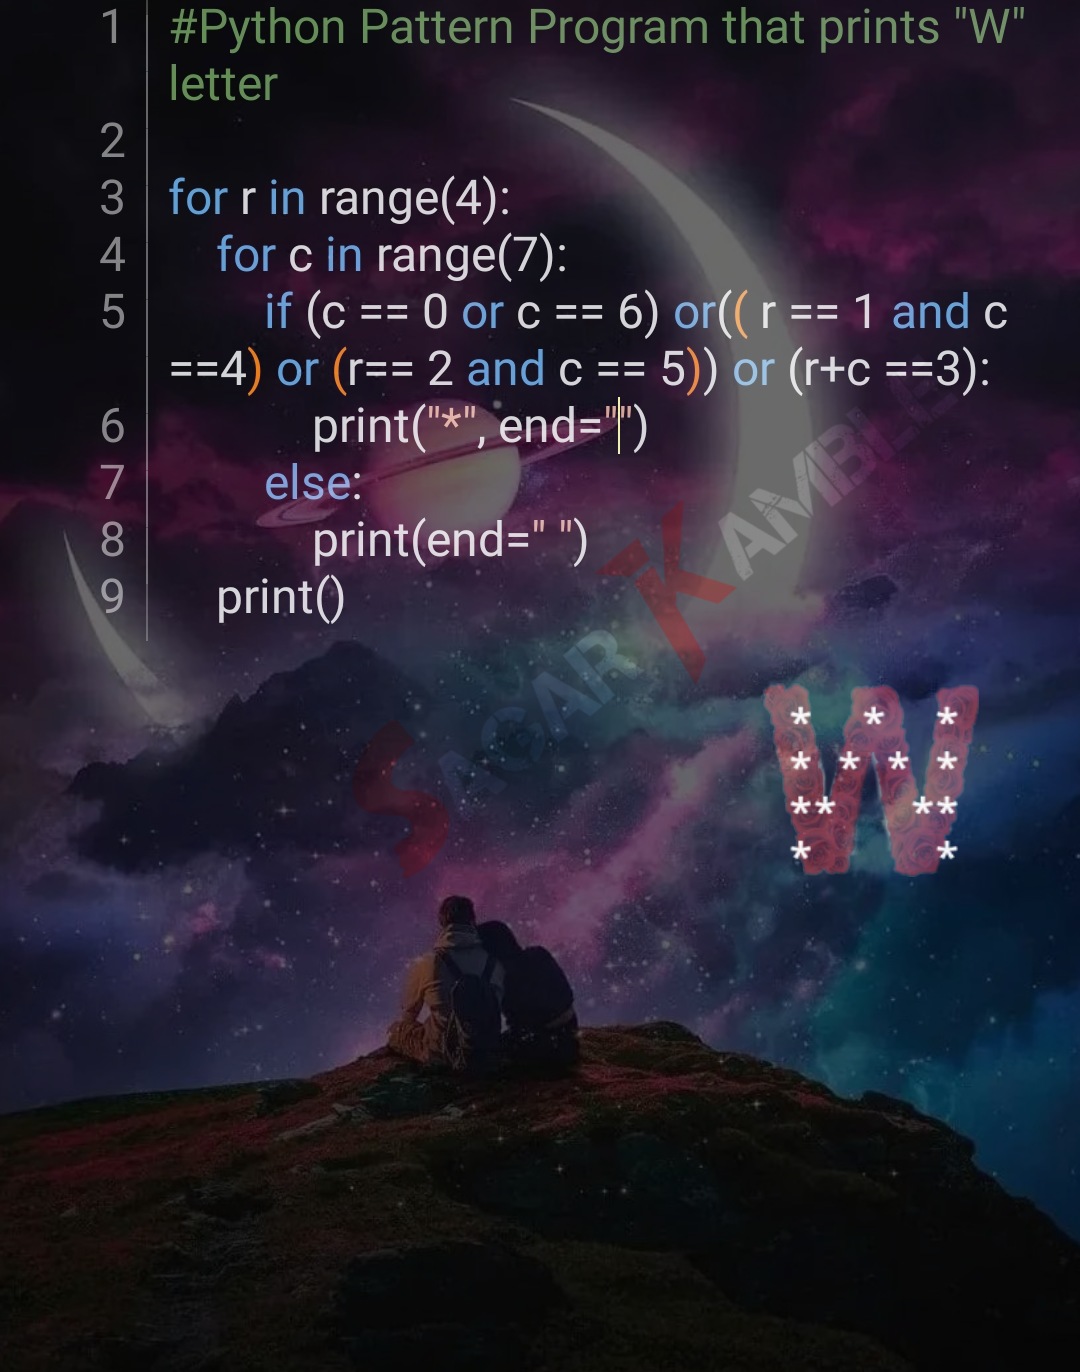 1 #Python Pattern Program that prints "W"
letter
2
3 for r in range(4):
4     for c in range(7):
5         if (c == 0 or c == 6) or(( r == 1 and c
==4) or (r== 2 and c == 5)) or (r+c ==3):
6             print("*", end="")
7         else:
8             print(end=" ")
9     print()
SAGAR KAMBLE
W
*  *  *
* * * *
**   **
*     *